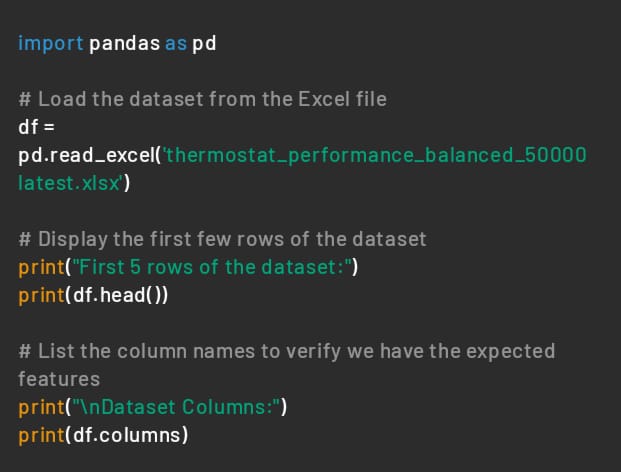 import pandas as pd
# Load the dataset from the Excel file
df =
pd.read_excel('thermostat_performance_balanced_50000
latest.xlsx')
# Display the first few rows of the dataset
print("First 5 rows of the dataset:")
print(df.head())
# List the column names to verify we have the expected
features
print("\nDataset Columns:")
print(df.columns)